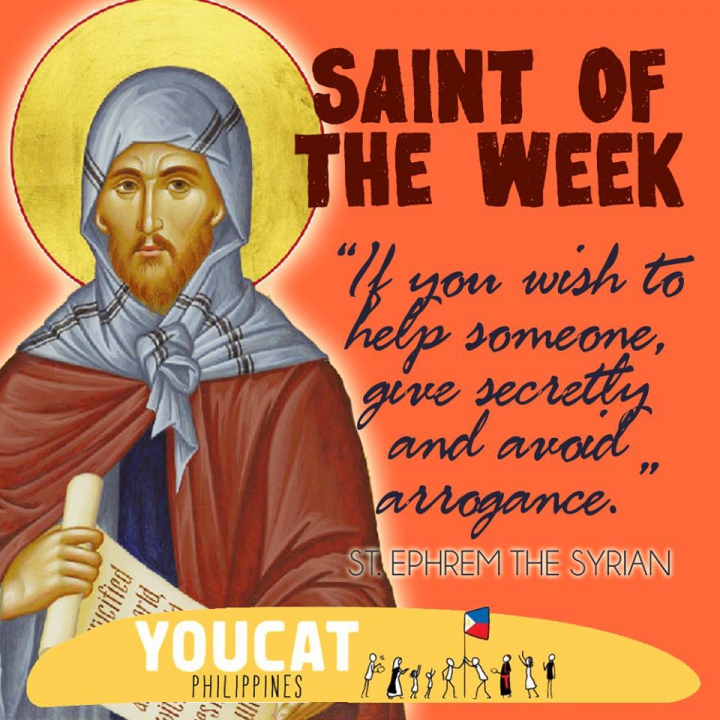 SAINT OF
THE WEEK
"If you wish to
help someone,
give secretly
and avoid
arrogance."
ST. EPHREM THE SYRIAN
YOUCAT
PHILIPPINES